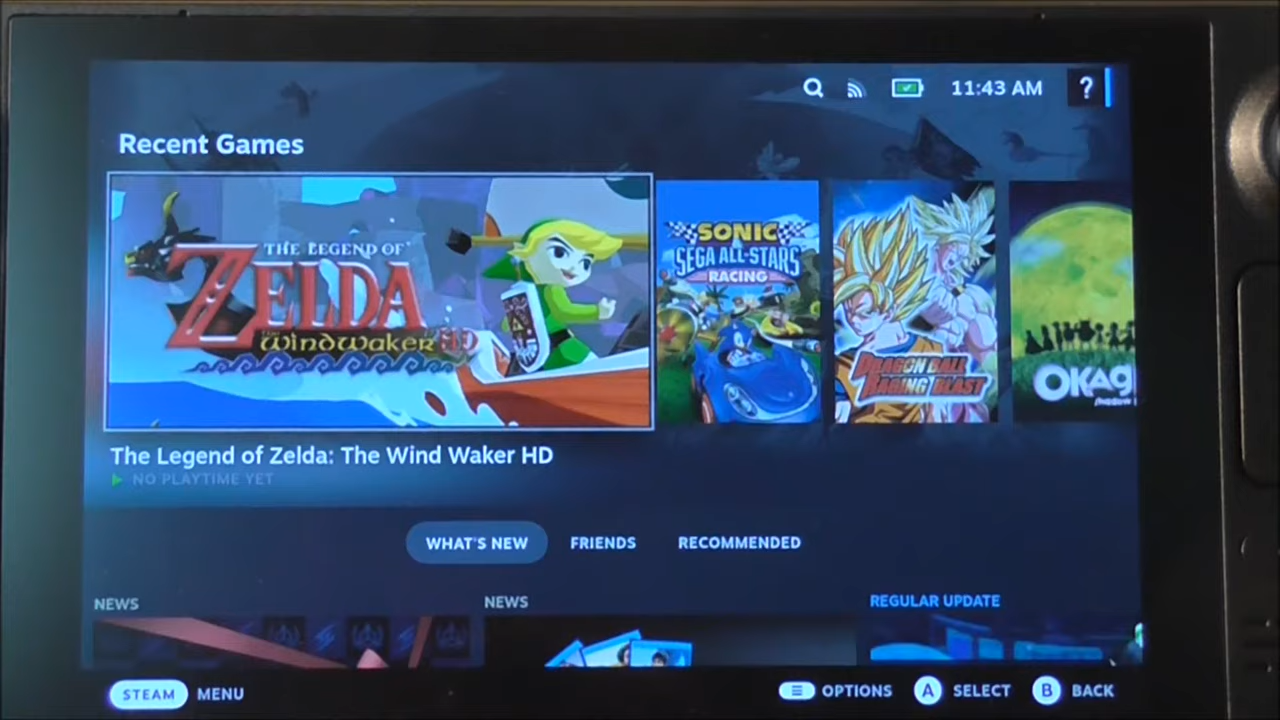 11:43 AM
?
Recent Games
THE LEGEND OF
ZELDA
The WindWaker HD
SONIC
& SEGA ALL-STARS
RACING
DRAGON BALL
RAGING BLAST
OKAG
The Legend of Zelda: The Wind Waker HD
NO PLAYTIME YET
WHAT'S NEW
FRIENDS
RECOMMENDED
NEWS
NEWS
REGULAR UPDATE
STEAM MENU
OPTIONS
A SELECT
B BACK